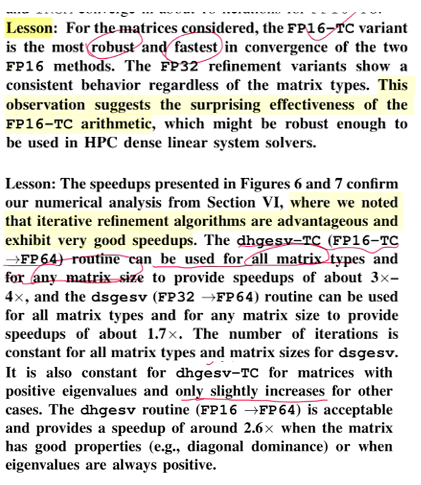 Lesson: For the matrices considered, the FP16-TC variant
is the most robust and fastest in convergence of the two
FP16 methods. The FP32 refinement variants show a
consistent behavior regardless of the matrix types. This
observation suggests the surprising effectiveness of the
FP16-TC arithmetic, which might be robust enough to
be used in HPC dense linear system solvers.
Lesson: The speedups presented in Figures 6 and 7 confirm
our numerical analysis from Section VI, where we noted
that iterative refinement algorithms are advantageous and
exhibit very good speedups. The dhgesv-TC (FP16-TC
→FP64) routine can be used for all matrix types and
for any matrix size to provide speedups of about 3×–
4×, and the dsgesv (FP32 →FP64) routine can be used
for all matrix types and for any matrix size to provide
speedups of about 1.7×. The number of iterations is
constant for all matrix types and matrix sizes for dsgesv.
It is also constant for dhgesv-TC for matrices with
positive eigenvalues and only slightly increases for other
cases. The dhgesv routine (FP16 →FP64) is acceptable
and provides a speedup of around 2.6× when the matrix
has good properties (e.g., diagonal dominance) or when
eigenvalues are always positive.